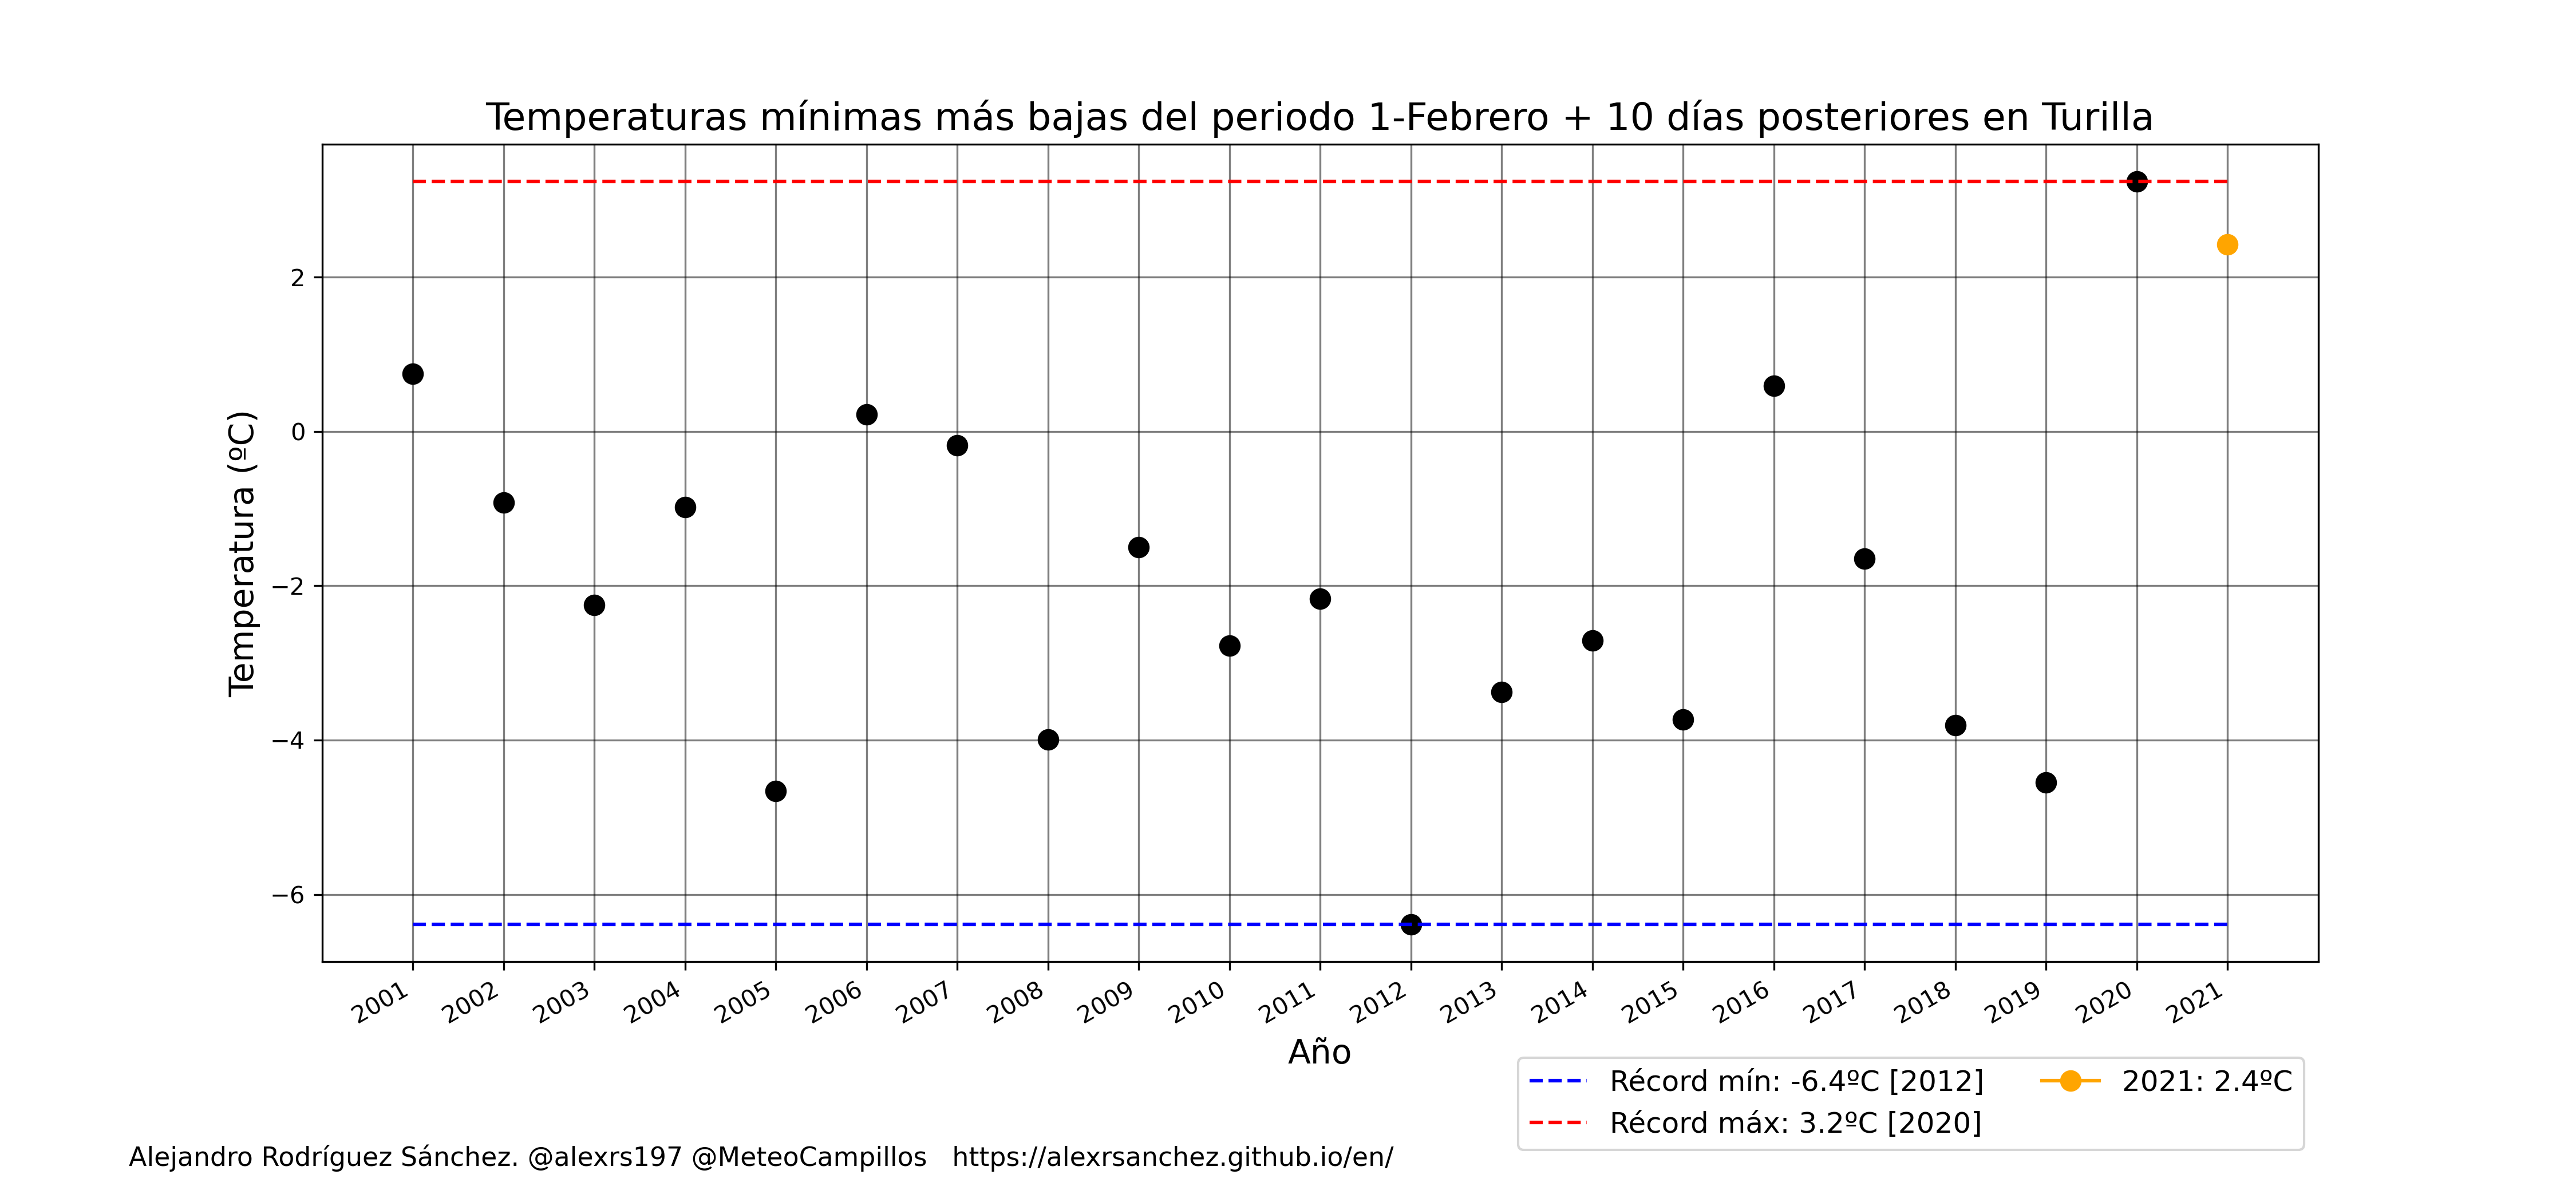 Temperaturas mínimas más bajas del periodo 1-Febrero + 10 días posteriores en Turilla
Temperatura (ºC)
2
0
−2
−4
−6
2001 2002 2003 2004 2005 2006 2007 2008 2009 2010 2011 2012 2013 2014 2015 2016 2017 2018 2019 2020 2021
Año
Récord mín: -6.4ºC [2012]
Récord máx: 3.2ºC [2020]
2021: 2.4ºC
Alejandro Rodríguez Sánchez. @alexrs197 @MeteoCampillos https://alexrsanchez.github.io/en/